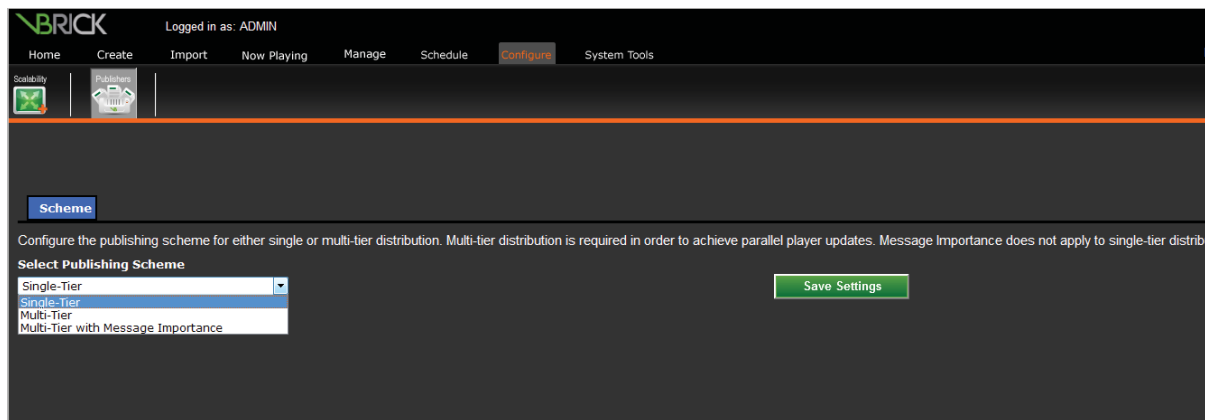 VBRICK
Logged in as: ADMIN
Home Create Import Now Playing Manage Schedule Configure System Tools
Scalability Publishers
Scheme
Configure the publishing scheme for either single or multi-tier distribution. Multi-tier distribution is required in order to achieve parallel player updates. Message Importance does not apply to single-tier distrib
Select Publishing Scheme
Single-Tier
Save Settings
Single-Tier
Multi-Tier
Multi-Tier with Message Importance